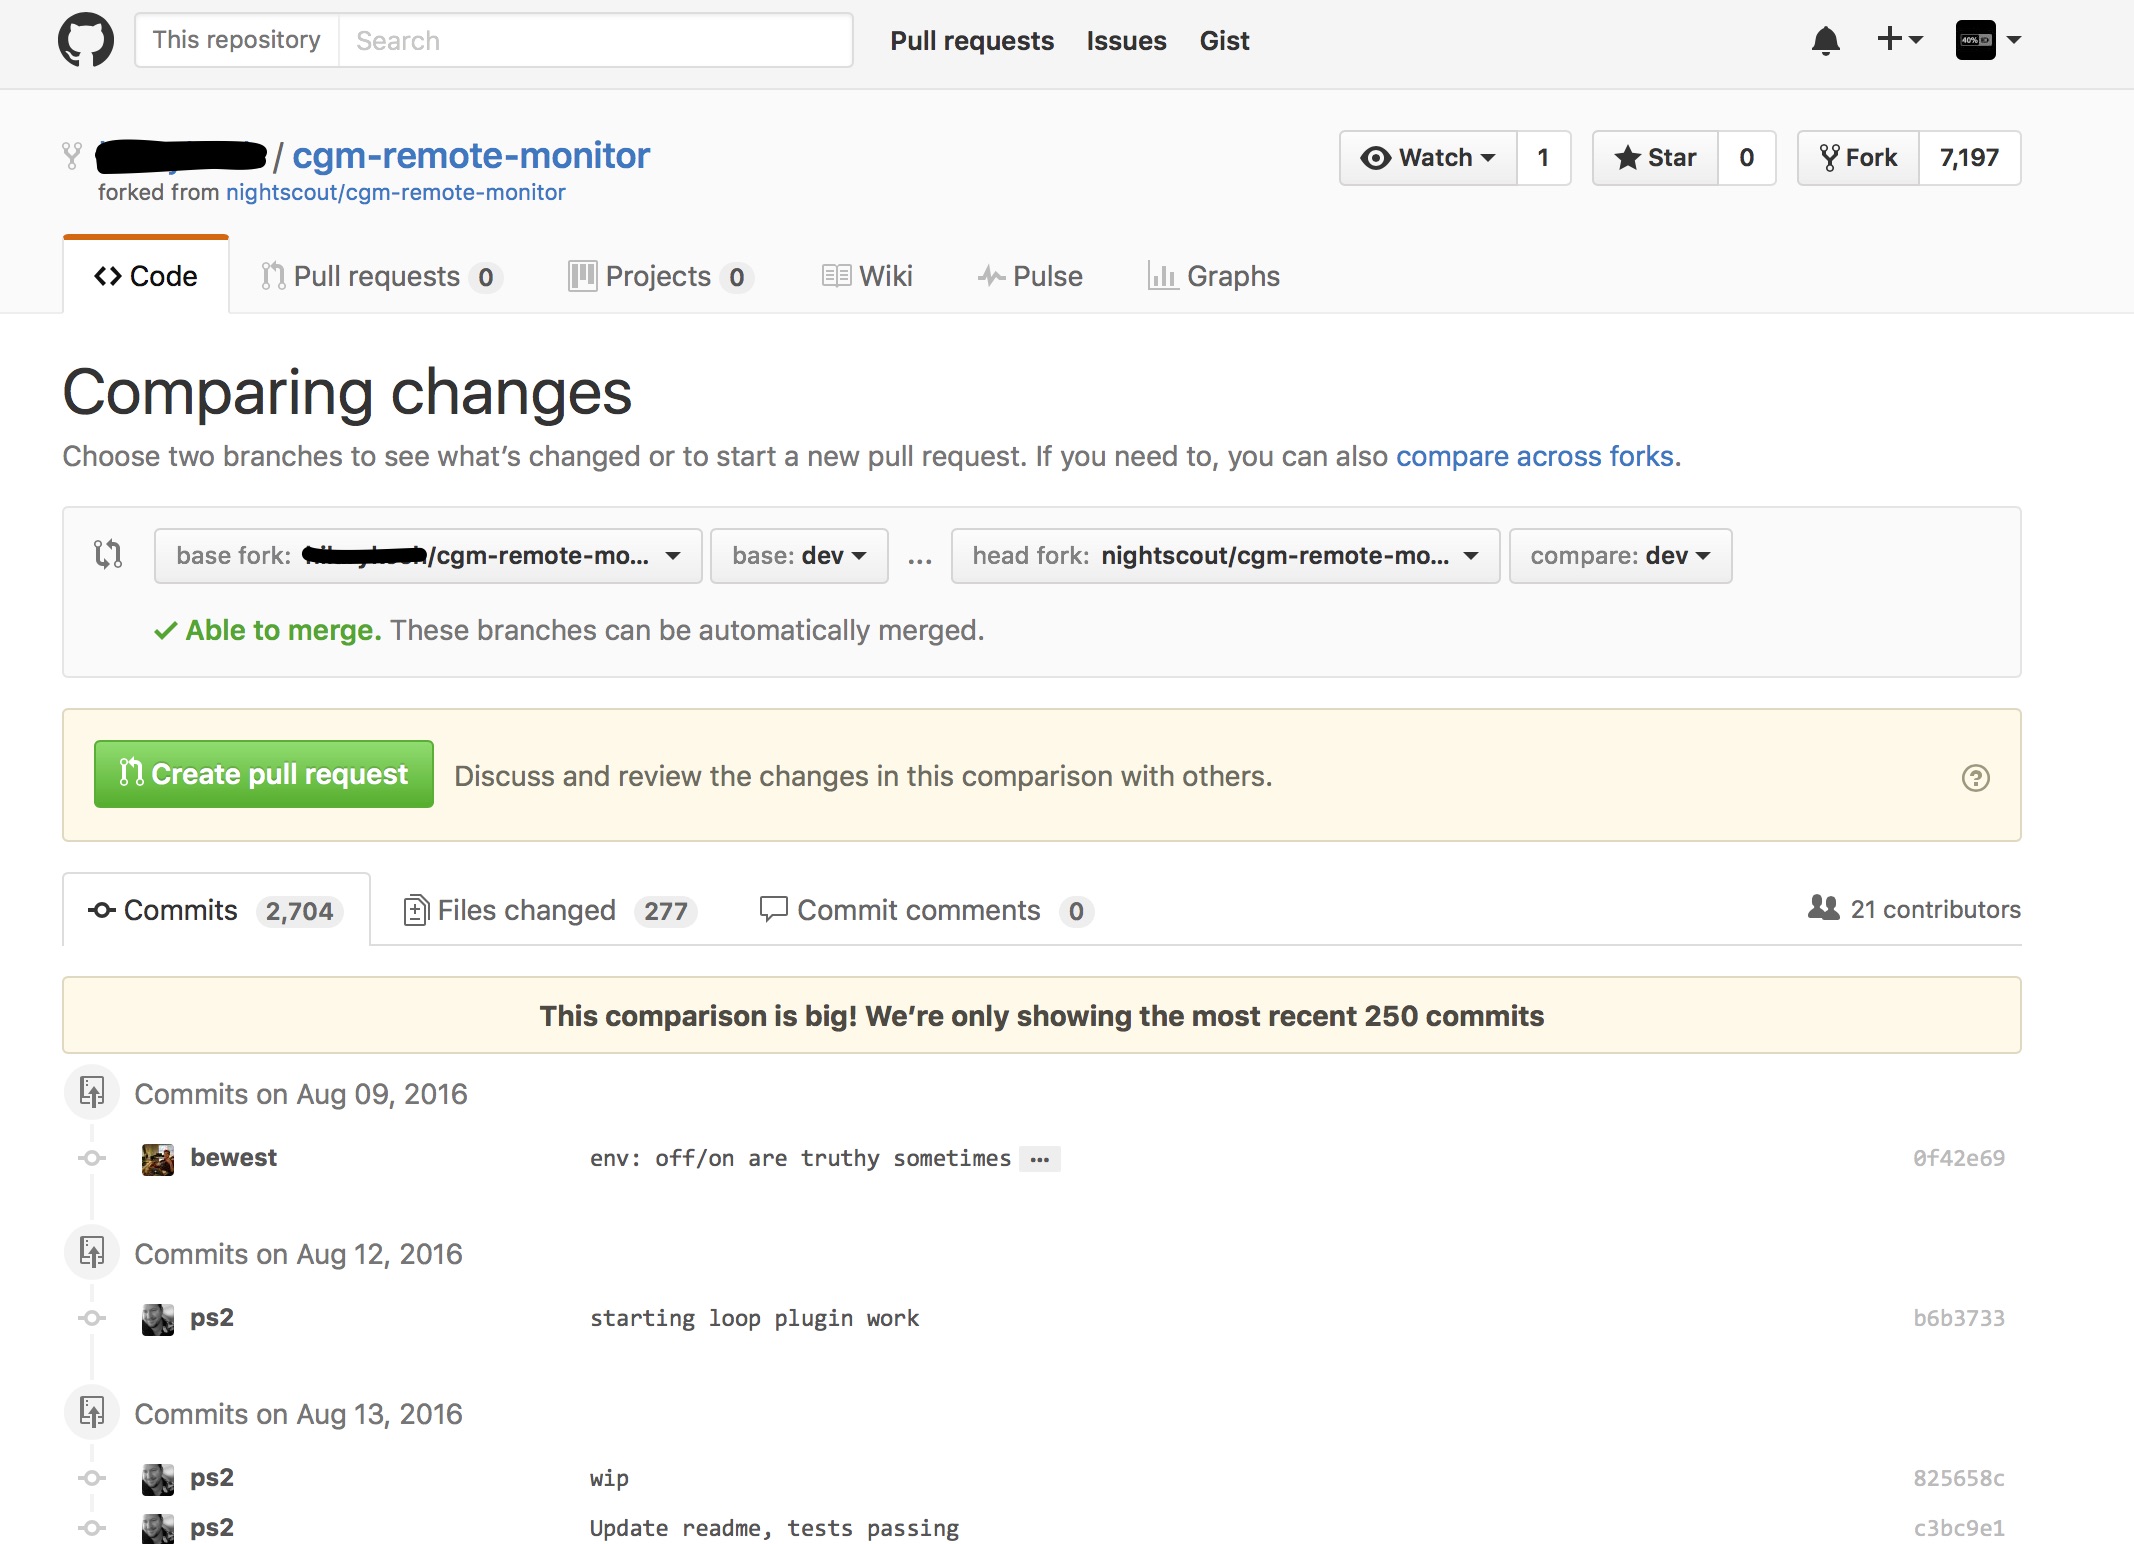 This repository Search Pull requests Issues Gist
/ cgm-remote-monitor
forked from nightscout/cgm-remote-monitor
Watch 1 Star 0 Fork 7,197
Code Pull requests 0 Projects 0 Wiki Pulse Graphs
Comparing changes
Choose two branches to see what's changed or to start a new pull request. If you need to, you can also compare across forks.
base fork: /cgm-remote-mo... base: dev ... head fork: nightscout/cgm-remote-mo... compare: dev
Able to merge. These branches can be automatically merged.
Create pull request Discuss and review the changes in this comparison with others.
Commits 2,704 Files changed 277 Commit comments 0 21 contributors
This comparison is big! We're only showing the most recent 250 commits
Commits on Aug 09, 2016
bewest env: off/on are truthy sometimes ... 0f42e69
Commits on Aug 12, 2016
ps2 starting loop plugin work b6b3733
Commits on Aug 13, 2016
ps2 wip 825658c
ps2 Update readme, tests passing c3bc9e1